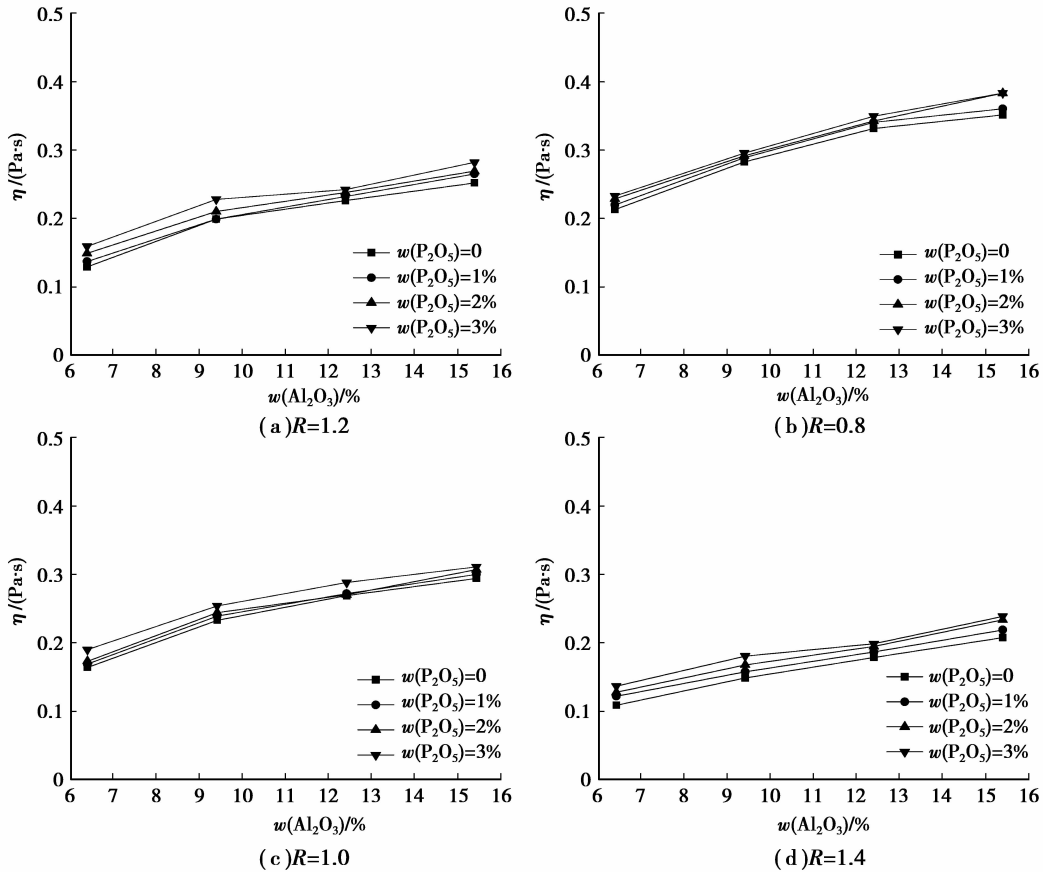 0.5
0.4
0.3
0.2
0.1
0
η/(Pa·s)
w(P₂O₅)=0
w(P₂O₅)=1%
w(P₂O₅)=2%
w(P₂O₅)=3%
6 7 8 9 10 11 12 13 14 15 16
w(Al₂O₃)/%
(a)R=1.2
0.5
0.4
0.3
0.2
0.1
0
η/(Pa·s)
w(P₂O₅)=0
w(P₂O₅)=1%
w(P₂O₅)=2%
w(P₂O₅)=3%
6 7 8 9 10 11 12 13 14 15 16
w(Al₂O₃)/%
(b)R=0.8
0.5
0.4
0.3
0.2
0.1
0
η/(Pa·s)
w(P₂O₅)=0
w(P₂O₅)=1%
w(P₂O₅)=2%
w(P₂O₅)=3%
6 7 8 9 10 11 12 13 14 15 16
w(Al₂O₃)/%
(c)R=1.0
0.5
0.4
0.3
0.2
0.1
0
η/(Pa·s)
w(P₂O₅)=0
w(P₂O₅)=1%
w(P₂O₅)=2%
w(P₂O₅)=3%
6 7 8 9 10 11 12 13 14 15 16
w(Al₂O₃)/%
(d)R=1.4